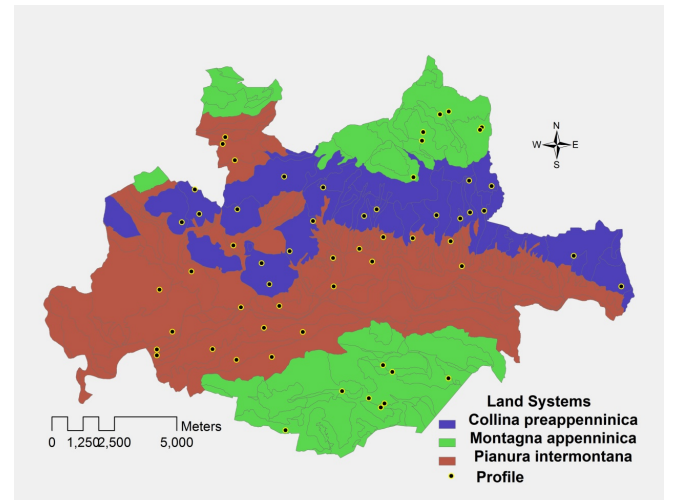 N
W E
S
Land Systems
Collina preappenninica
Montagna appenninica
Pianura intermontana
Profile
Meters
0 1,250 2,500 5,000